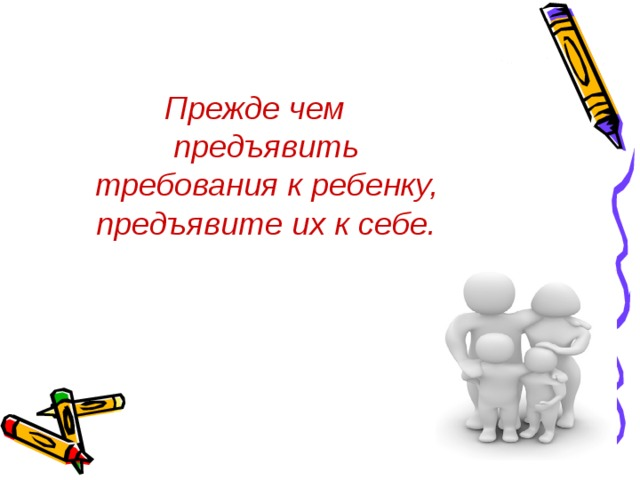 Прежде чем
предъявить
требования к ребенку,
предъявите их к себе.